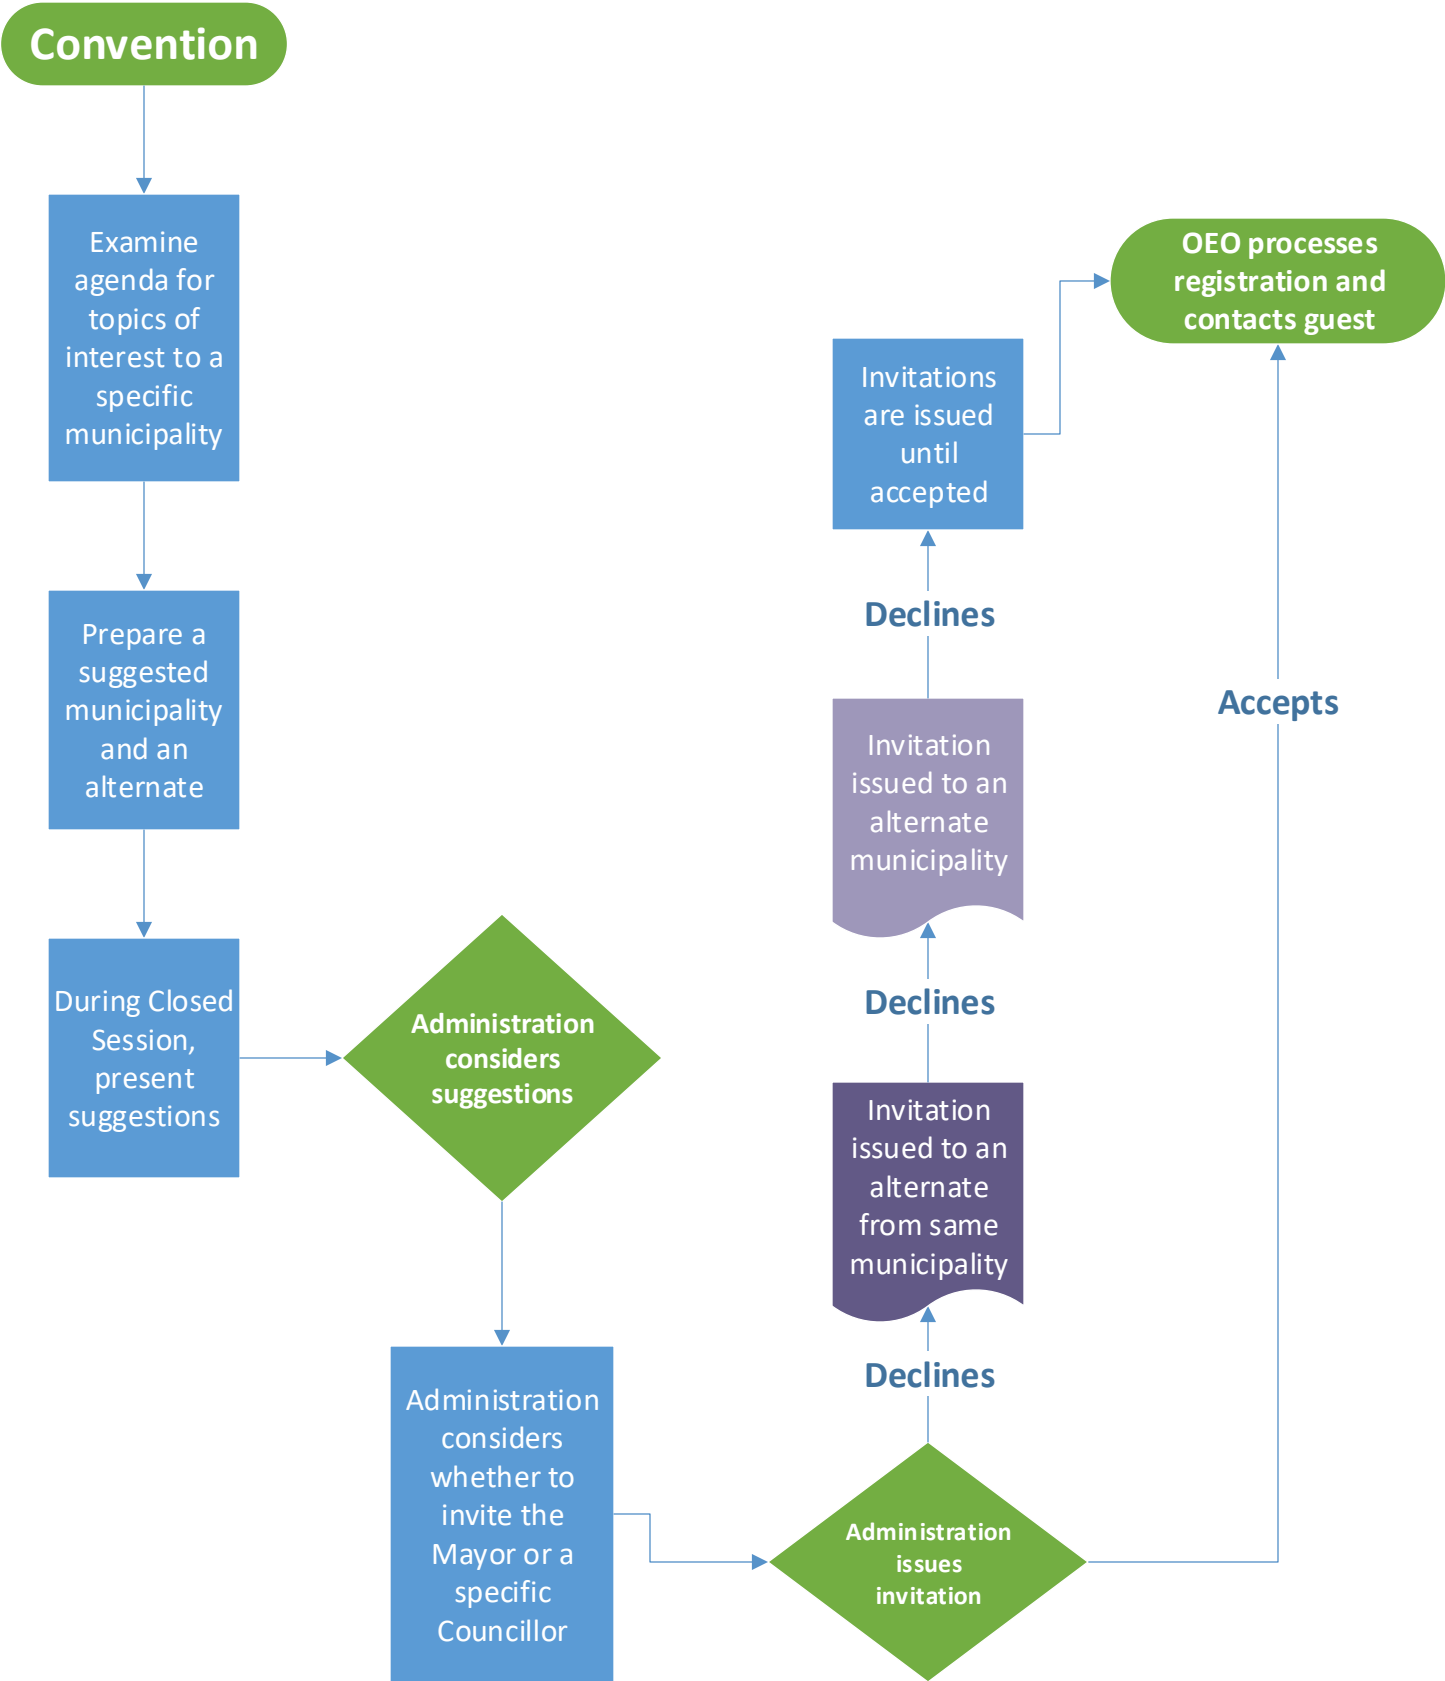 Convention
Examine
agenda for
topics of
interest to a
specific
municipality
Prepare a
suggested
municipality
and an
alternate
During Closed
Session,
present
suggestions
Administration
considers
suggestions
Administration
considers
whether to
invite the
Mayor or a
specific
Councillor
Administration
issues
invitation
Declines
Invitation
issued to an
alternate
from same
municipality
Declines
Invitation
issued to an
alternate
municipality
Declines
Invitations
are issued
until
accepted
Accepts
OEO processes
registration and
contacts guest